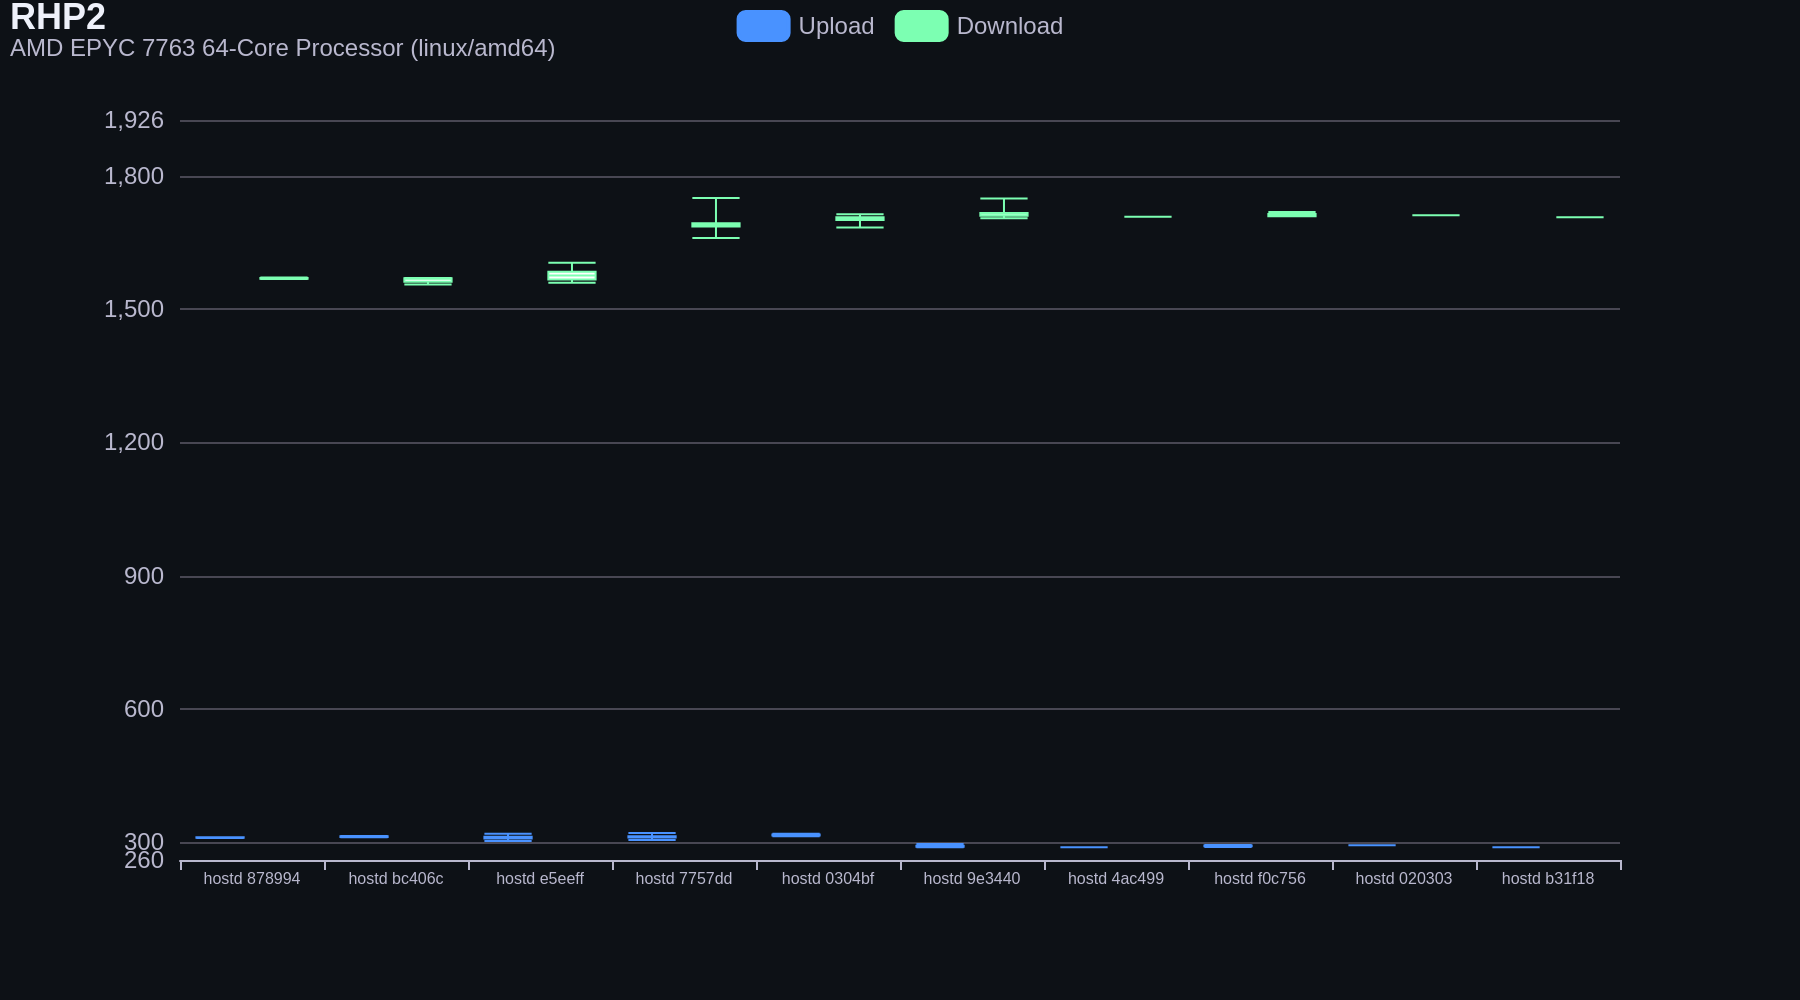 RHP2
AMD EPYC 7763 64-Core Processor (linux/amd64)
Upload Download
1,926
1,800
1,500
1,200
900
600
300
260
hostd 878994 hostd bc406c hostd e5eeff hostd 7757dd hostd 0304bf hostd 9e3440 hostd 4ac499 hostd f0c756 hostd 020303 hostd b31f18